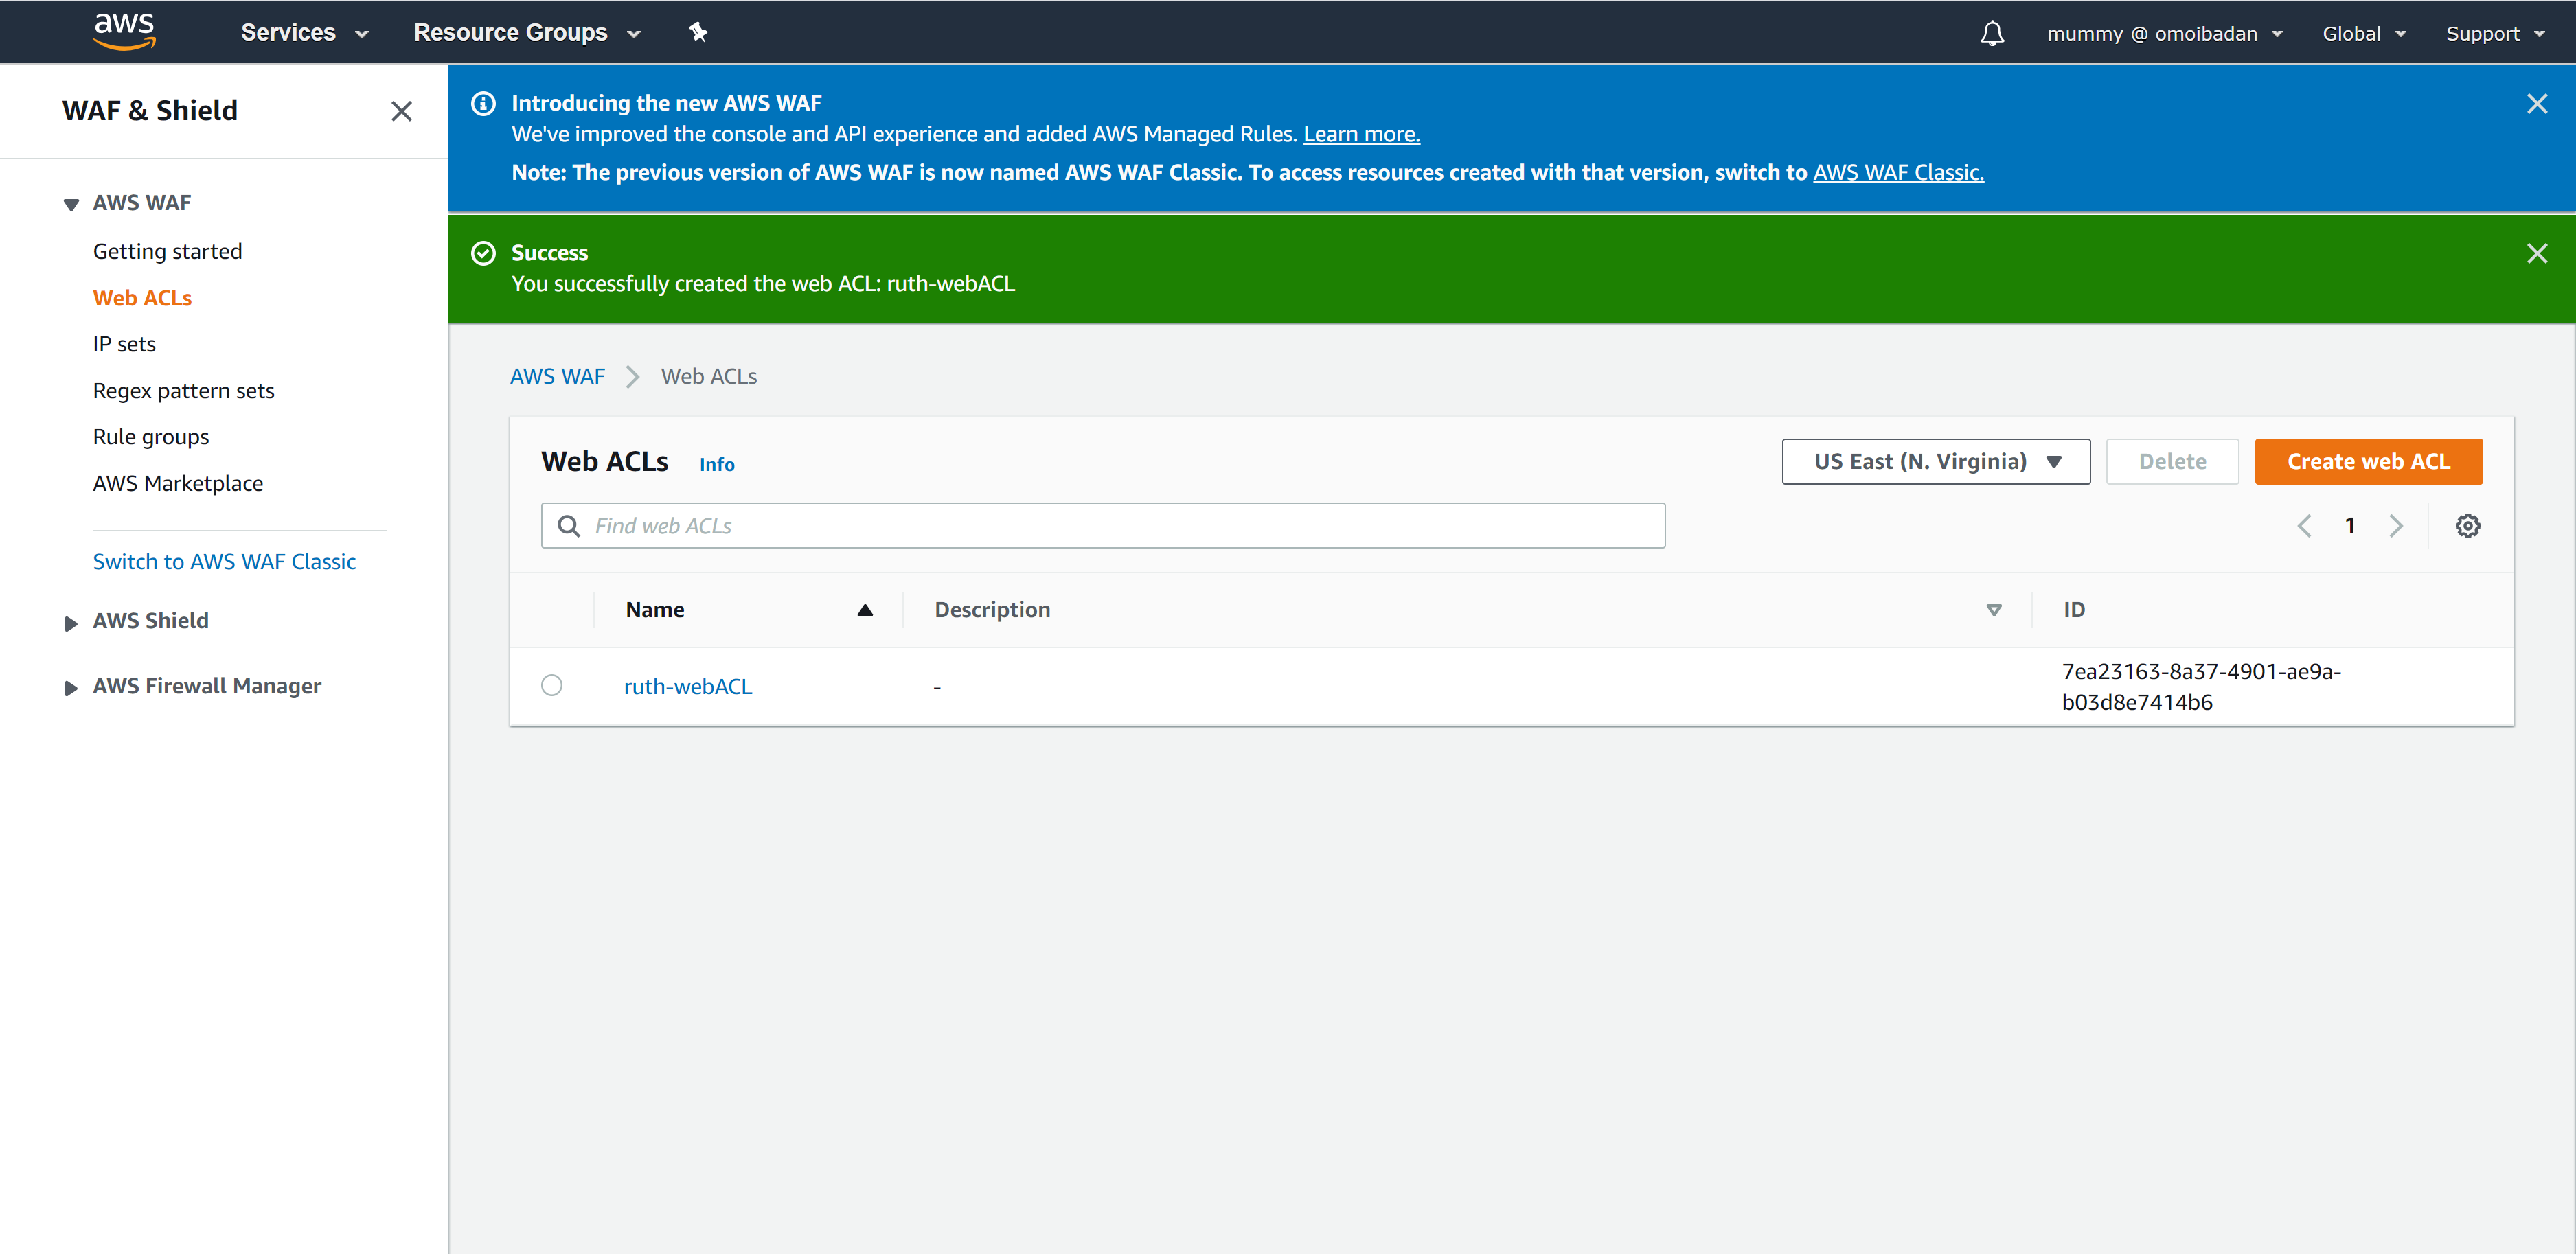 aws Services Resource Groups mummy @ omoibadan Global Support
WAF & Shield
AWS WAF
Getting started
Web ACLs
IP sets
Regex pattern sets
Rule groups
AWS Marketplace
Switch to AWS WAF Classic
AWS Shield
AWS Firewall Manager
Introducing the new AWS WAF
We've improved the console and API experience and added AWS Managed Rules. Learn more.
Note: The previous version of AWS WAF is now named AWS WAF Classic. To access resources created with that version, switch to AWS WAF Classic.
Success
You successfully created the web ACL: ruth-webACL
AWS WAF Web ACLs
Web ACLs Info US East (N. Virginia) Delete Create web ACL
Find web ACLs 1
Name Description ID
ruth-webACL - 7ea23163-8a37-4901-ae9a-
b03d8e7414b6